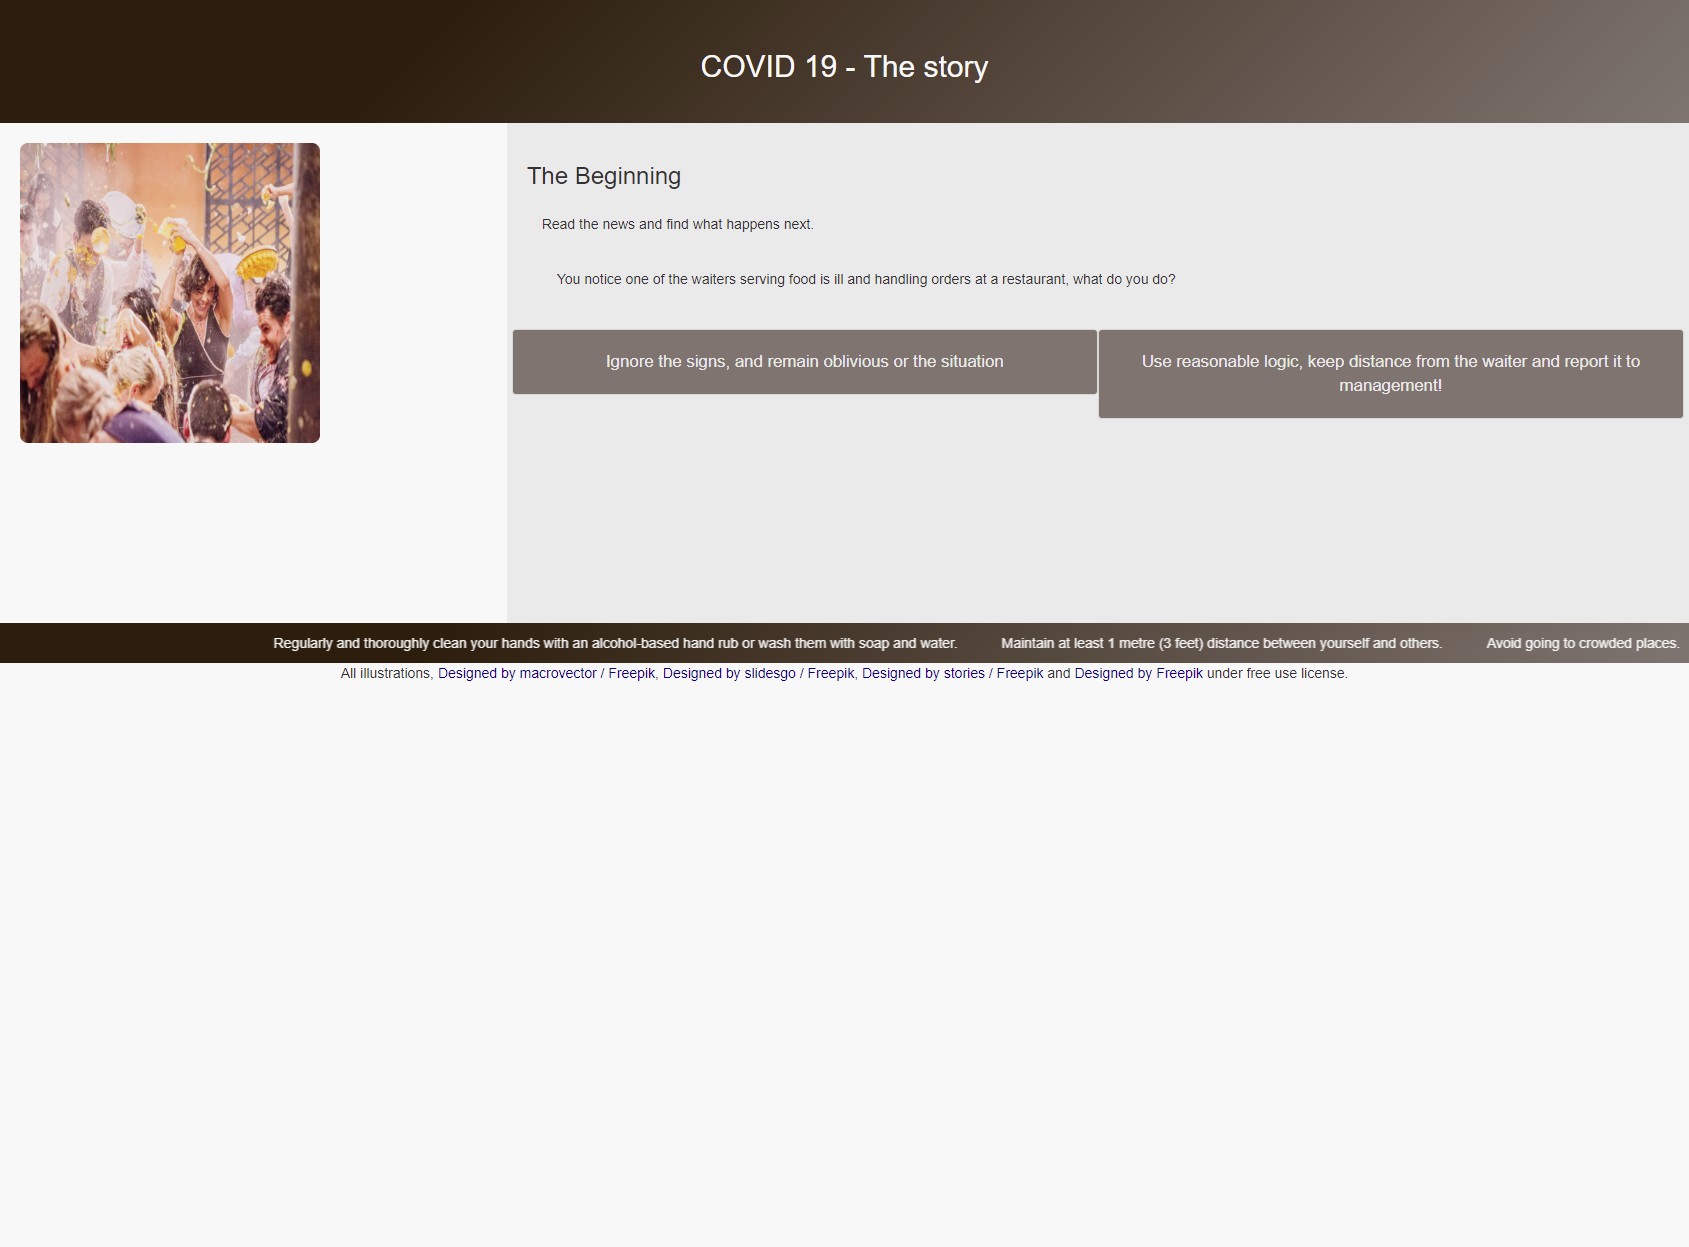 COVID 19 - The story
The Beginning
Read the news and find what happens next.
You notice one of the waiters serving food is ill and handling orders at a restaurant, what do you do?
Ignore the signs, and remain oblivious or the situation
Use reasonable logic, keep distance from the waiter and report it to
management!
Regularly and thoroughly clean your hands with an alcohol-based hand rub or wash them with soap and water. Maintain at least 1 metre (3 feet) distance between yourself and others. Avoid going to crowded places.
All illustrations, Designed by macrovector / Freepik, Designed by slidesgo / Freepik, Designed by stories / Freepik and Designed by Freepik under free use license.